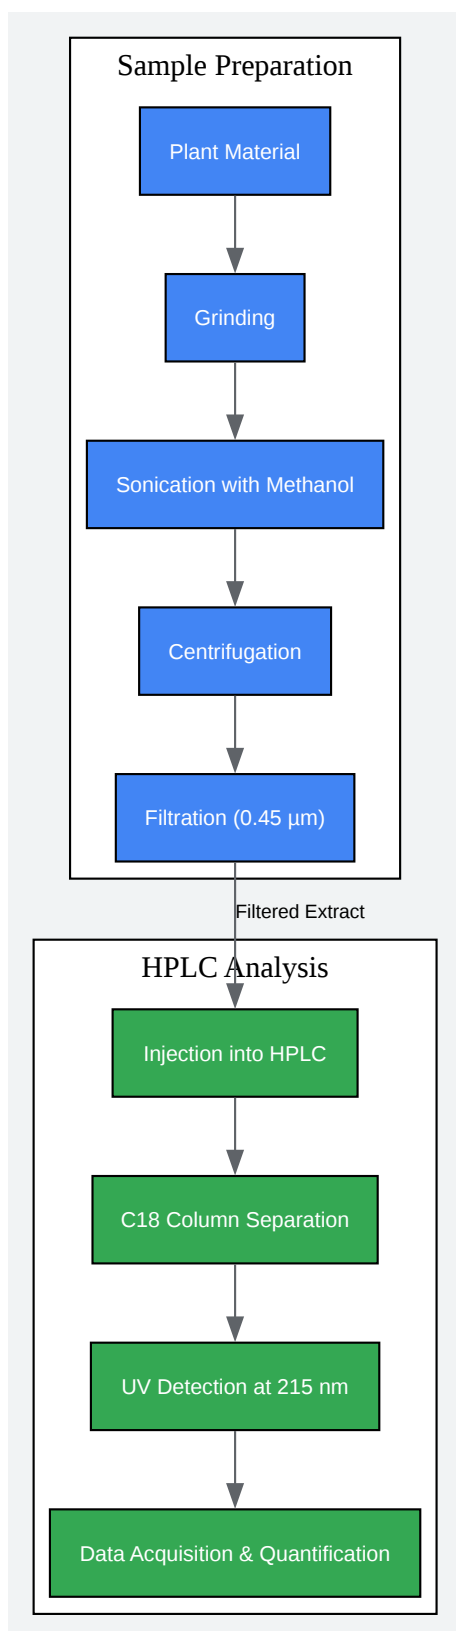 Sample Preparation
Plant Material
Grinding
Sonication with Methanol
Centrifugation
Filtration (0.45 µm)
Filtered Extract
HPLC Analysis
Injection into HPLC
C18 Column Separation
UV Detection at 215 nm
Data Acquisition & Quantification